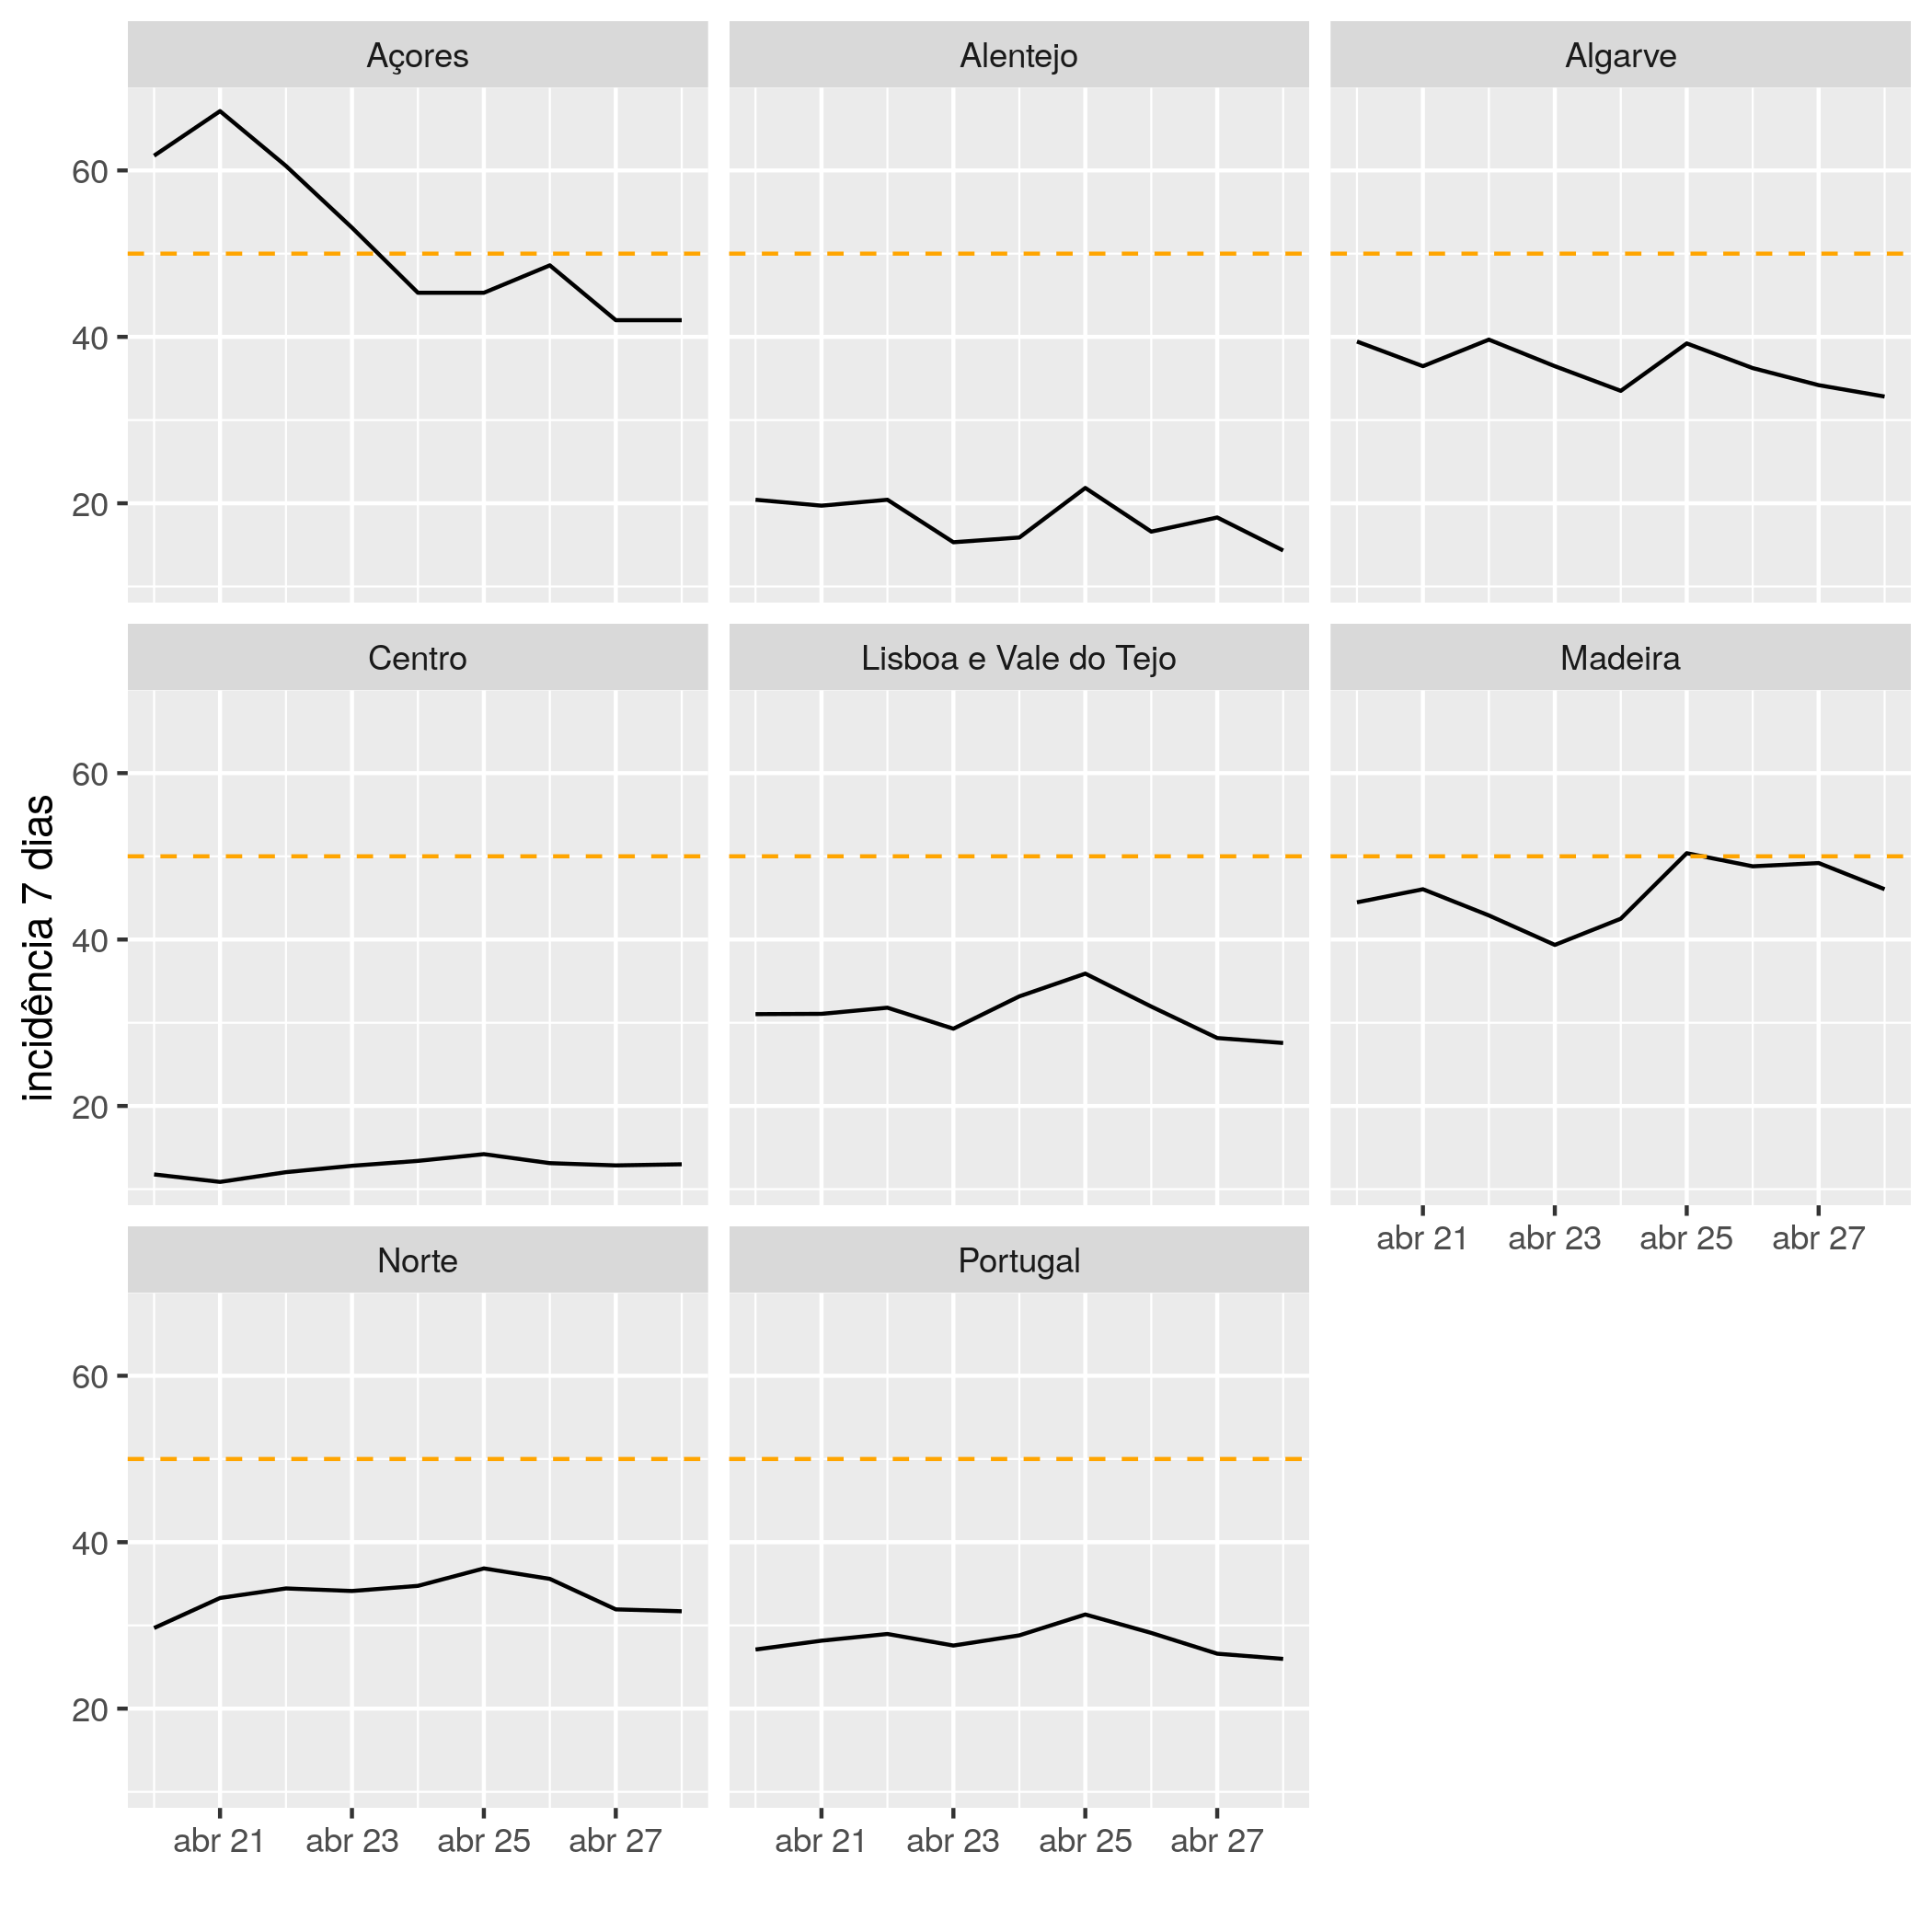 Açores
Alentejo
Algarve
60
40
20
Centro
Lisboa e Vale do Tejo
Madeira
incidência 7 dias
60
40
20
abr 21
abr 23
abr 25
abr 27
Norte
Portugal
60
40
20
abr 21
abr 23
abr 25
abr 27
abr 21
abr 23
abr 25
abr 27